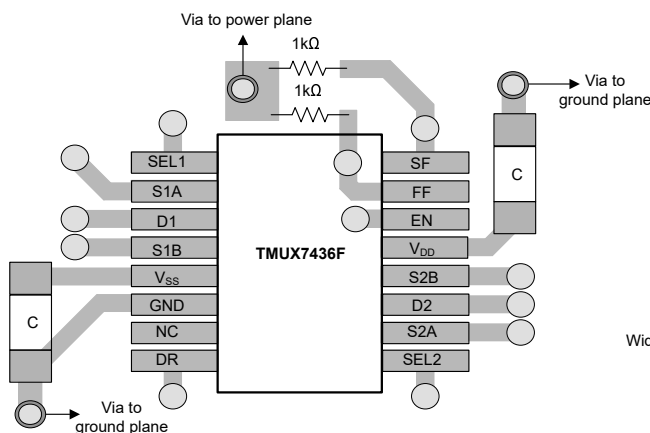 Via to power plane
1kΩ
1kΩ
Via to
ground plane
C
SEL1
S1A
D1
S1B
VSS
GND
NC
DR
TMUX7436F
SF
FF
EN
VDD
S2B
D2
S2A
SEL2
C
Via to
ground plane